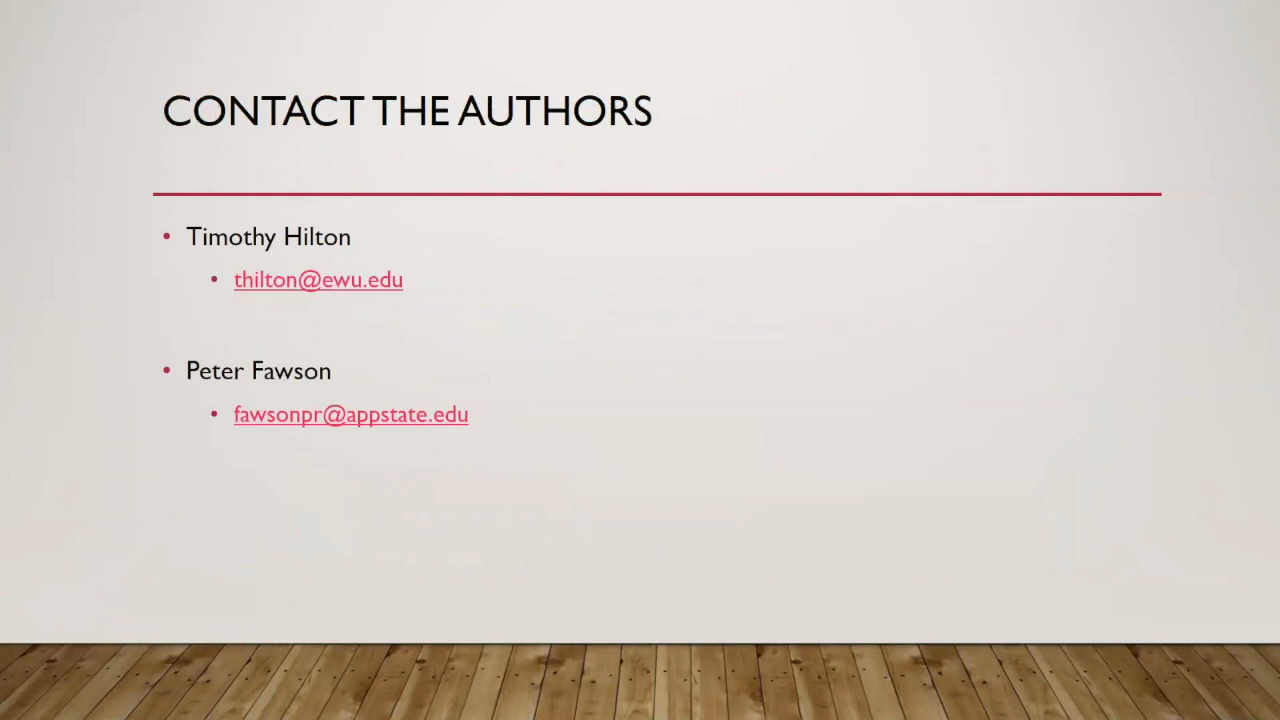 CONTACT THE AUTHORS
• Timothy Hilton
• thilton@ewu.edu
• Peter Fawson
• fawsonpr@appstate.edu